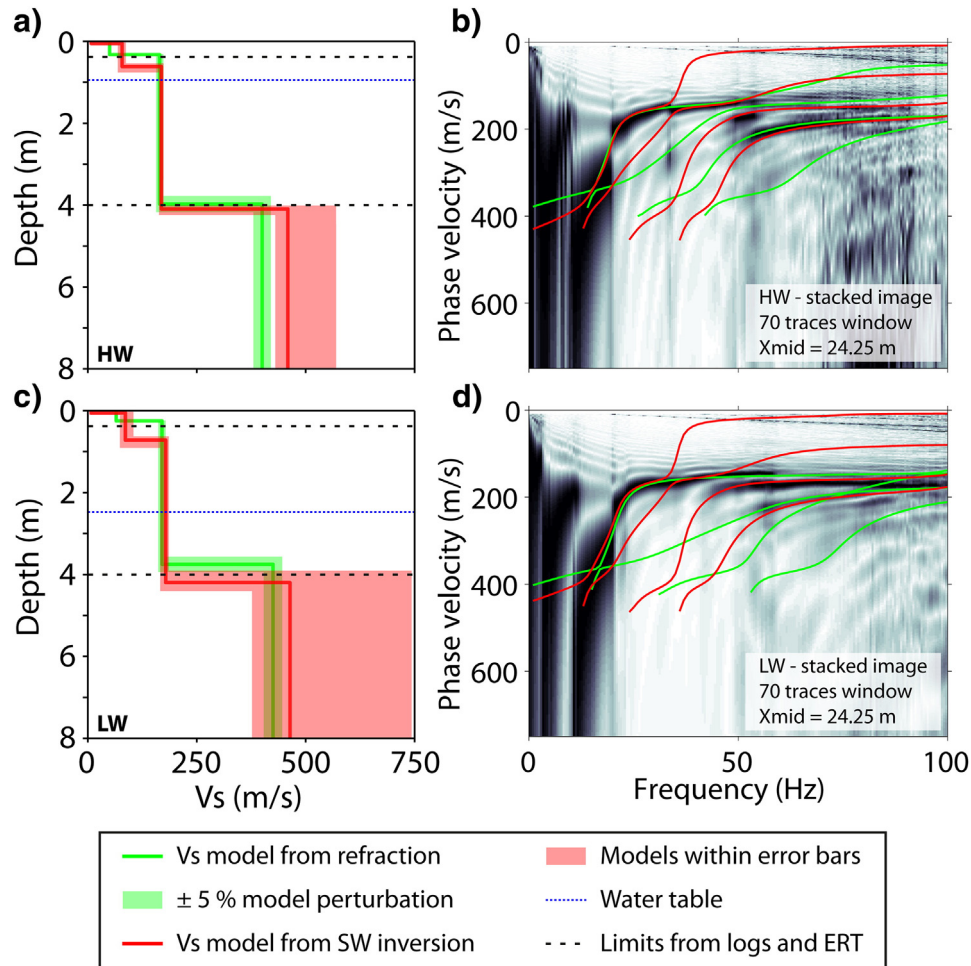 a)
0
2
4
6
8
Depth (m)
HW
b)
0
200
400
600
Phase velocity (m/s)
HW - stacked image
70 traces window
Xmid = 24.25 m
c)
0
2
4
6
8
Depth (m)
LW
0
250
500
750
Vs (m/s)
d)
0
200
400
600
Phase velocity (m/s)
LW - stacked image
70 traces window
Xmid = 24.25 m
0
50
100
Frequency (Hz)
Vs model from refraction
± 5 % model perturbation
Vs model from SW inversion
Models within error bars
Water table
Limits from logs and ERT